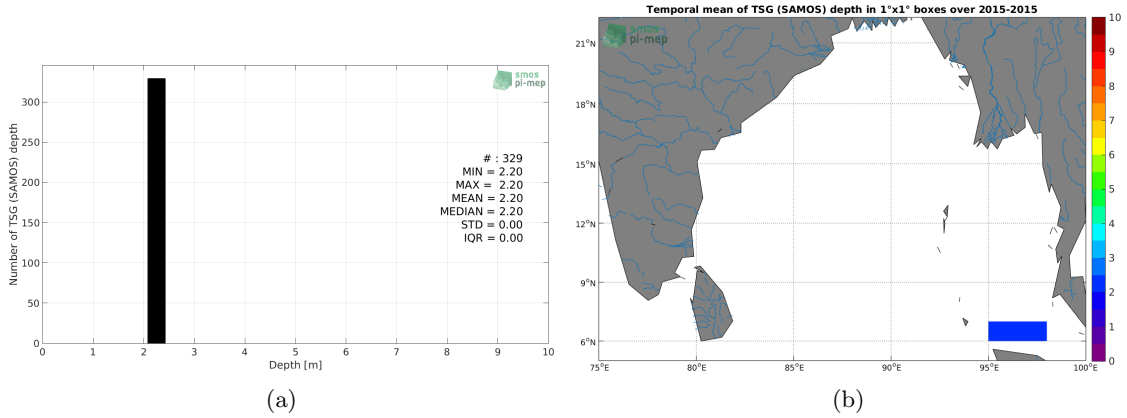 smos
pi-mep
# : 329
MIN = 2.20
MAX = 2.20
MEAN = 2.20
MEDIAN = 2.20
STD = 0.00
IQR = 0.00
Number of TSG (SAMOS) depth
300
250
200
150
100
50
0
0 1 2 3 4 5 6 7 8 9 10
Depth [m]
(a)
Temporal mean of TSG (SAMOS) depth in 1°x1° boxes over 2015-2015
smos
pi-mep
21°N
18°N
15°N
12°N
9°N
6°N
75°E 80°E 85°E 90°E 95°E 100°E
10
9
8
7
6
5
4
3
2
1
0
(b)